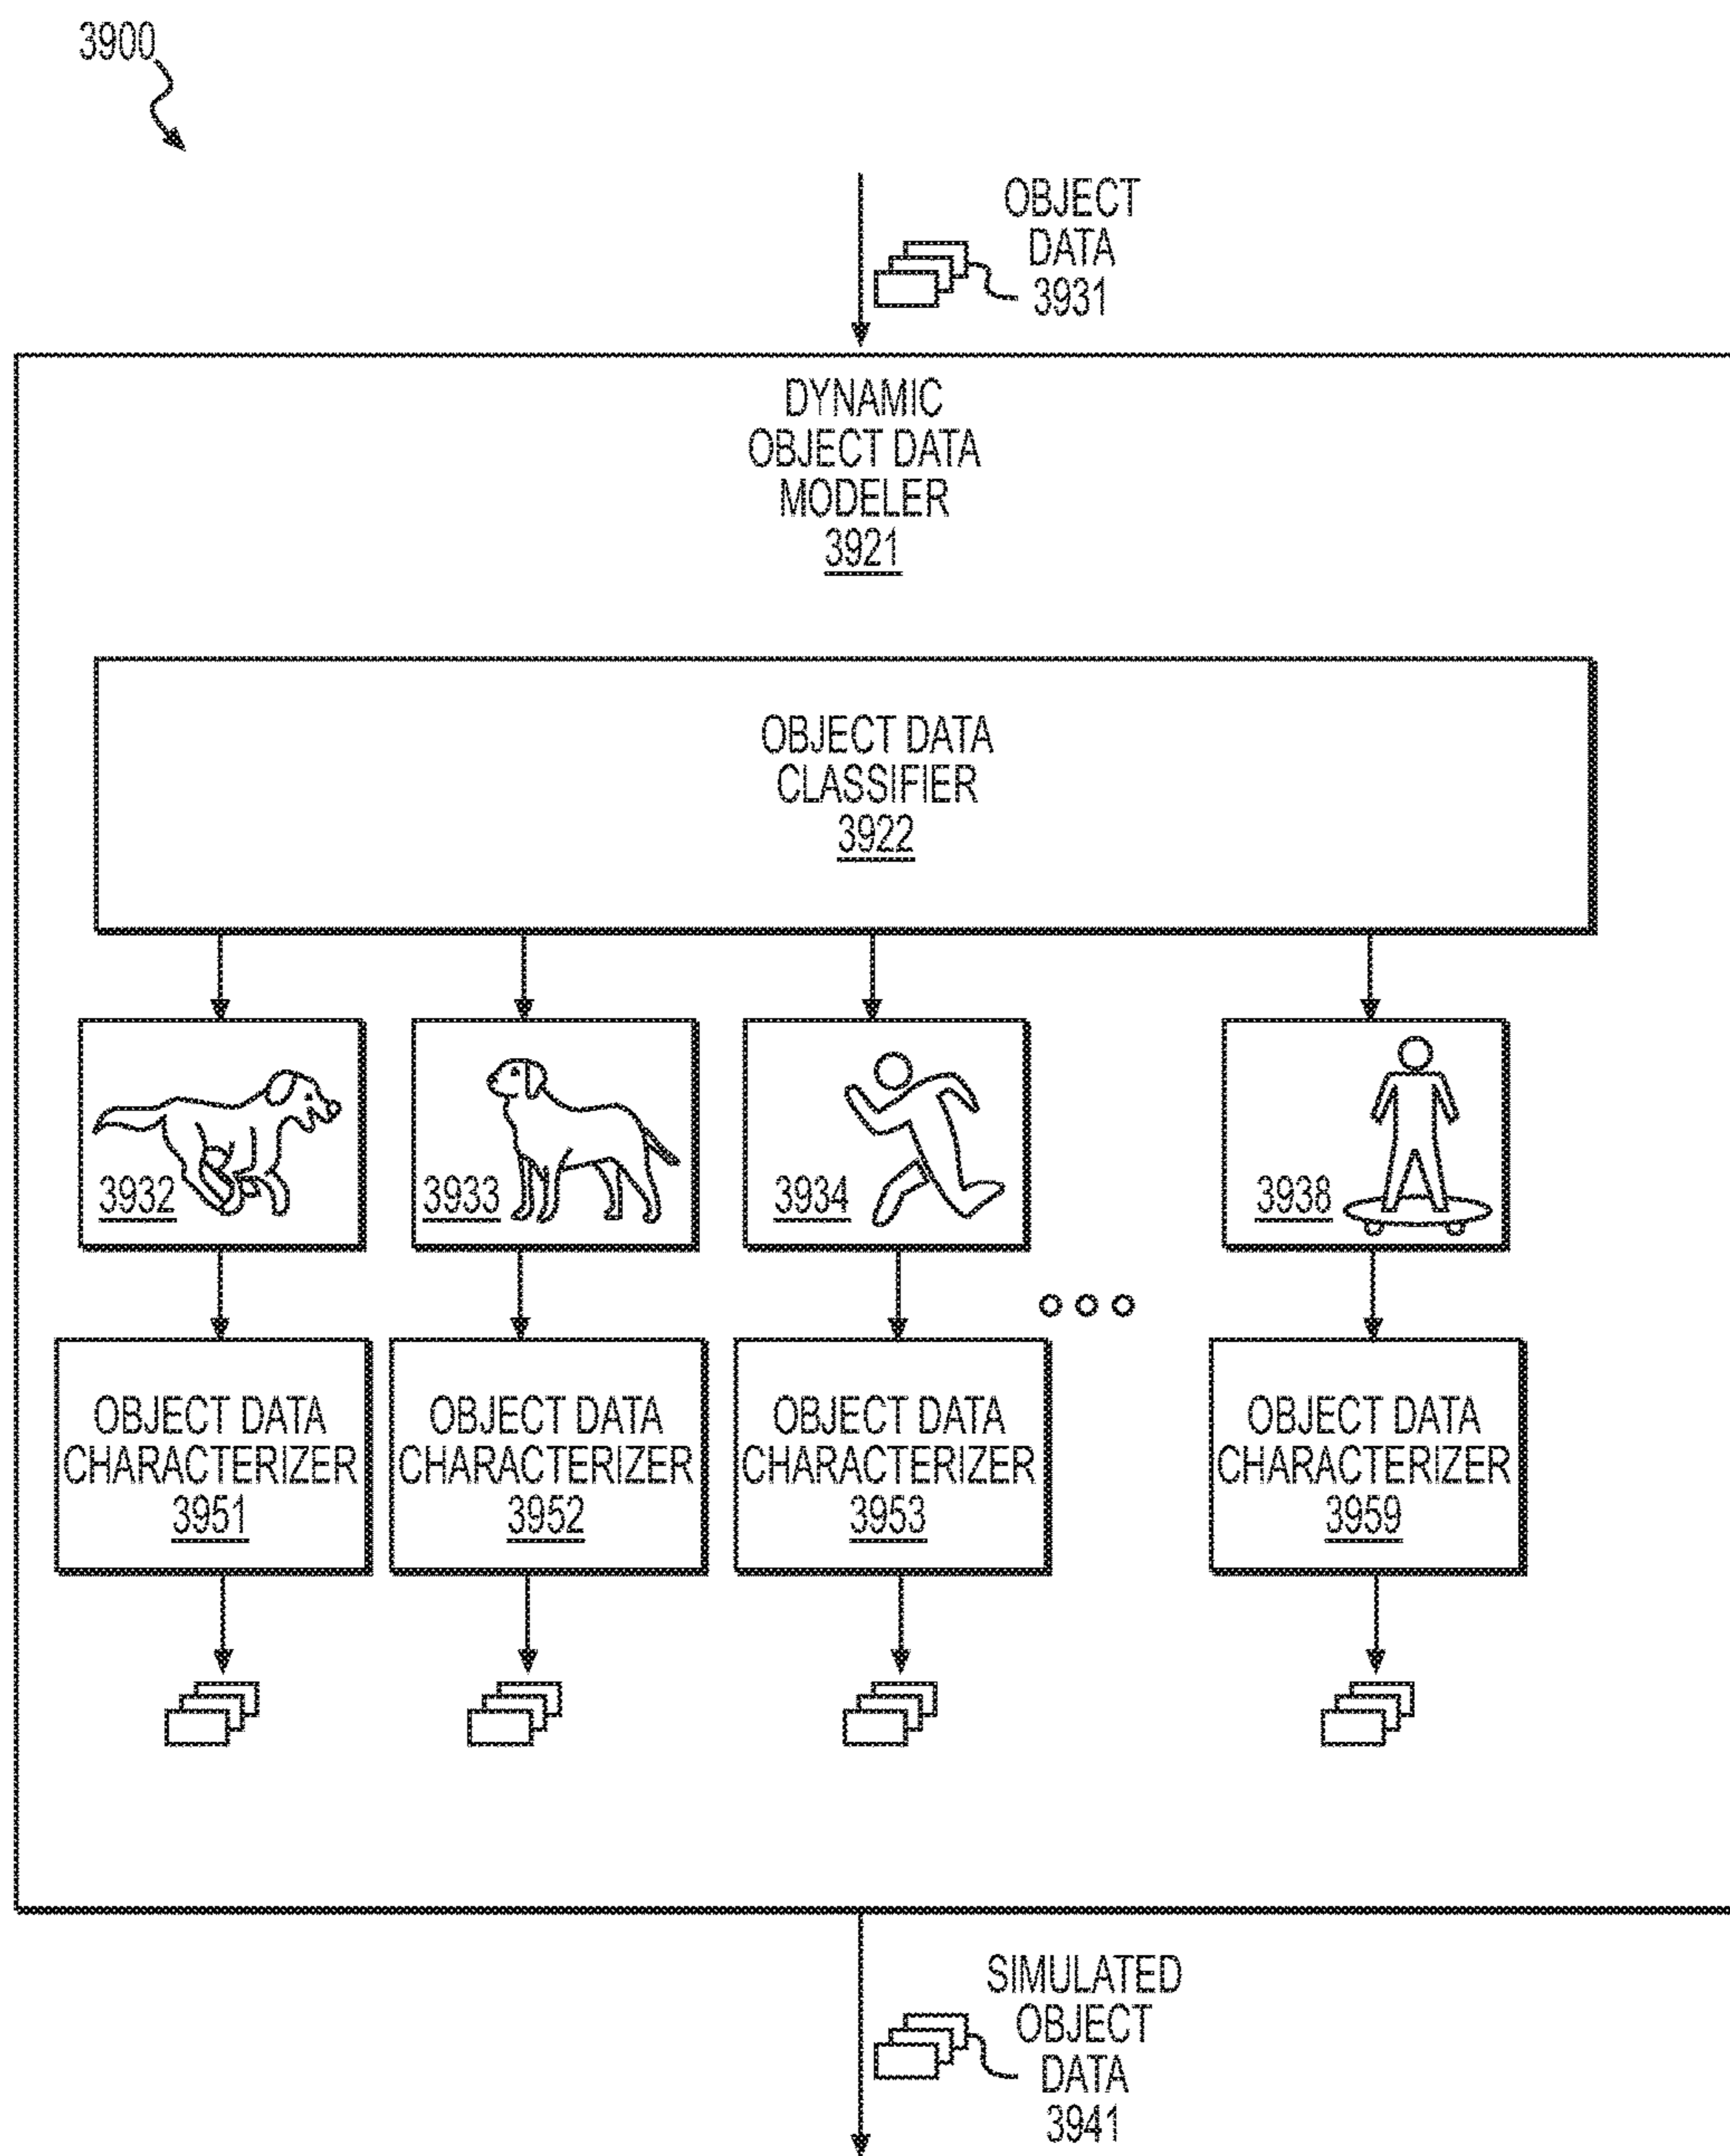 3900
OBJECT
DATA
3931
DYNAMIC
OBJECT DATA
MODELER
3921
OBJECT DATA
CLASSIFIER
3922
3932
3933
3934
3938
OBJECT DATA
CHARACTERIZER
3951
OBJECT DATA
CHARACTERIZER
3952
OBJECT DATA
CHARACTERIZER
3953
OBJECT DATA
CHARACTERIZER
3959
SIMULATED
OBJECT
DATA
3941